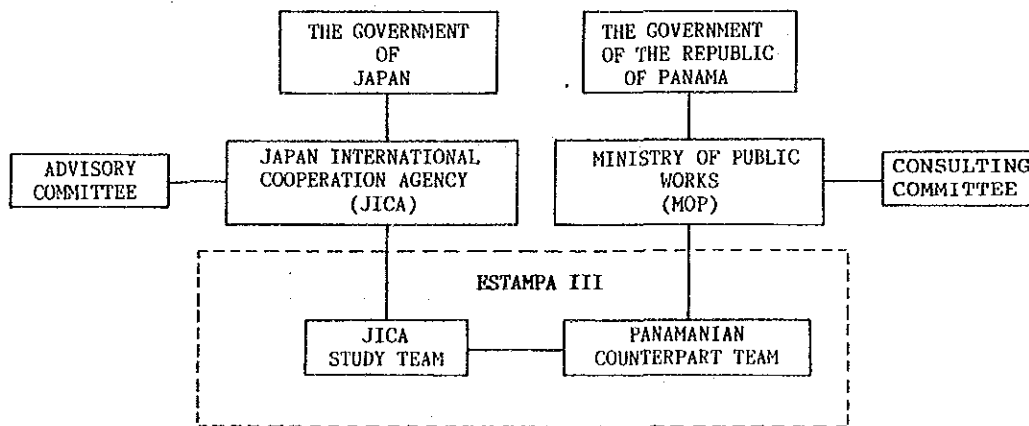 THE GOVERNMENT
OF
JAPAN
THE GOVERNMENT
OF THE REPUBLIC
OF PANAMA
ADVISORY
COMMITTEE
JAPAN INTERNATIONAL
COOPERATION AGENCY
(JICA)
MINISTRY OF PUBLIC
WORKS
(MOP)
CONSULTING
COMMITTEE
ESTAMPA III
JICA
STUDY TEAM
PANAMANIAN
COUNTERPART TEAM